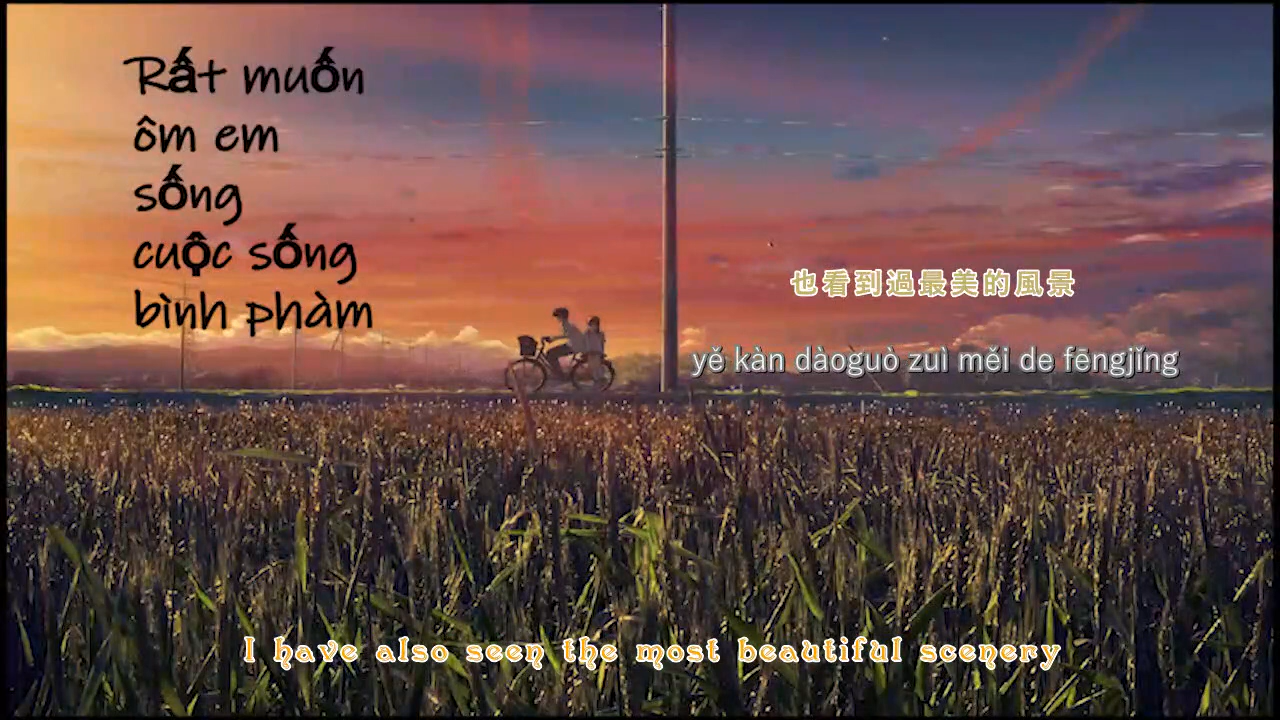 Rất muốn
ôm em
sống
cuộc sống
bình phàm
也看到過最美的風景
yě kàn dàoguò zuì měi de fēngjǐng
I have also seen the most beautiful scenery